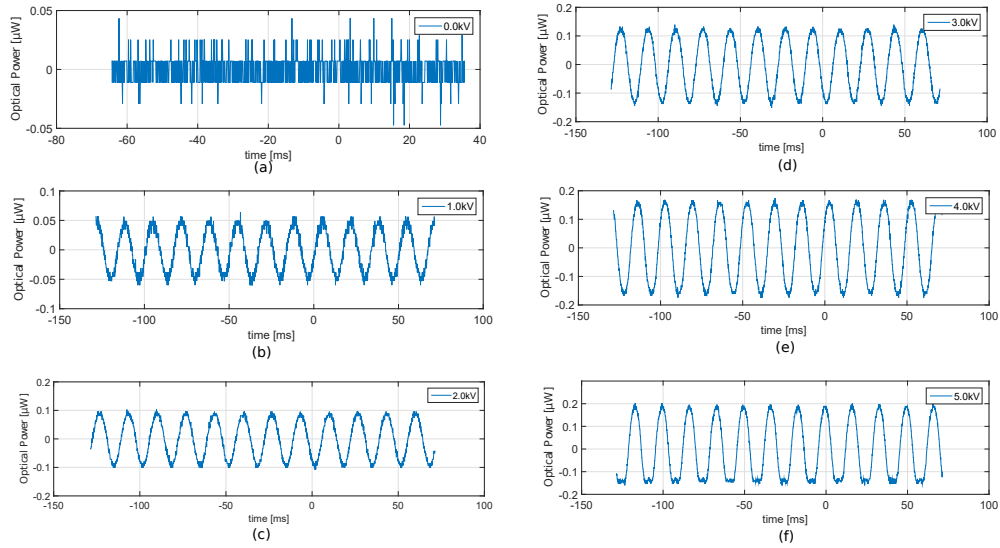 0.05
0
-0.05
Optical Power [µW]
0.0kV
-80 -60 -40 -20 0 20 40
time [ms]
(a)
0.1
0.05
0
-0.05
-0.1
Optical Power [µW]
1.0kV
-150 -100 -50 0 50 100
time [ms]
(b)
0.2
0.1
0
-0.1
-0.2
Optical Power [µW]
2.0kV
-150 -100 -50 0 50 100
time [ms]
(c)
0.2
0.1
0
-0.1
-0.2
Optical Power [µW]
3.0kV
-150 -100 -50 0 50 100
time [ms]
(d)
0.2
0.1
0
-0.1
-0.2
Optical Power [µW]
4.0kV
-150 -100 -50 0 50 100
time [ms]
(e)
0.2
0.1
0
-0.1
-0.2
Optical Power [µW]
5.0kV
-150 -100 -50 0 50 100
time [ms]
(f)